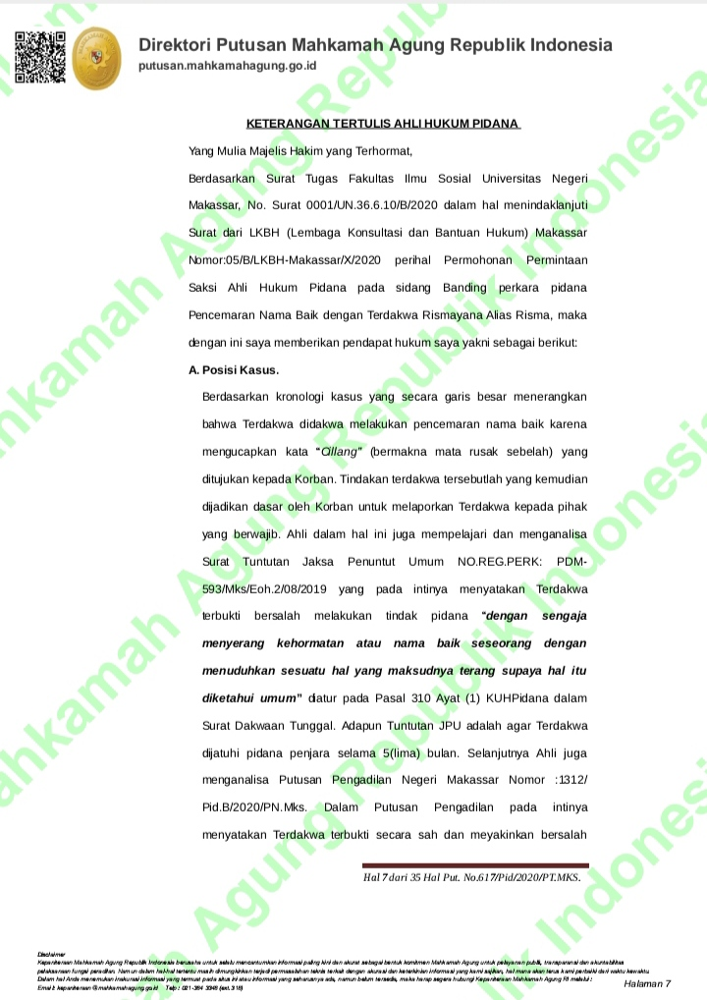 Direktori Putusan Mahkamah Agung Republik Indonesia
putusan.mahkamahagung.go.id
KETERANGAN TERTULIS AHLI HUKUM PIDANA
Yang Mulia Majelis Hakim yang Terhormat,
Berdasarkan Surat Tugas Fakultas Ilmu Sosial Universitas Negeri
Makassar, No. Surat 0001/UN.36.6.10/B/2020 dalam hal menindaklanjuti
Surat dari LKBH (Lembaga Konsultasi dan Bantuan Hukum) Makassar
Nomor:05/B/LKBH-Makassar/X/2020 perihal Permohonan Permintaan
Saksi Ahli Hukum Pidana pada sidang Banding perkara pidana
Pencemaran Nama Baik dengan Terdakwa Rismayana Alias Risma, maka
dengan ini saya memberikan pendapat hukum saya yakni sebagai berikut:
A. Posisi Kasus.
Berdasarkan kronologi kasus yang secara garis besar menerangkan
bahwa Terdakwa didakwa melakukan pencemaran nama baik karena
mengucapkan kata “Cillang” (bermakna mata rusak sebelah) yang
ditujukan kepada Korban. Tindakan terdakwa tersebutlah yang kemudian
dijadikan dasar oleh Korban untuk melaporkan Terdakwa kepada pihak
yang berwajib. Ahli dalam hal ini juga mempelajari dan menganalisa
Surat Tuntutan Jaksa Penuntut Umum NO.REG.PERK: PDM-
593/Mks/Eoh.2/08/2019 yang pada intinya menyatakan Terdakwa
terbukti bersalah melakukan tindak pidana “dengan sengaja
menyerang kehormatan atau nama baik seseorang dengan
menuduhkan sesuatu hal yang maksudnya terang supaya hal itu
diketahui umum” diatur pada Pasal 310 Ayat (1) KUHPidana dalam
Surat Dakwaan Tunggal. Adapun Tuntutan JPU adalah agar Terdakwa
dijatuhi pidana penjara selama 5(lima) bulan. Selanjutnya Ahli juga
menganalisa Putusan Pengadilan Negeri Makassar Nomor :1312/
Pid.B/2020/PN.Mks. Dalam Putusan Pengadilan pada intinya
menyatakan Terdakwa terbukti secara sah dan meyakinkan bersalah
Hal 7 dari 35 Hal Put. No.617/Pid/2020/PT.MKS.
Disclaimer
Kepaniteraan Mahkamah Agung Republik Indonesia berusaha untuk selalu mencantumkan informasi paling kini dan akurat sebagai bentuk komitmen Mahkamah Agung untuk pelayanan publik, transparansi dan akuntabilitas
pelaksanaan fungsi peradilan. Namun dalam hal-hal tertentu masih dimungkinkan terjadi permasalahan teknis terkait dengan akurasi dan keterkinian informasi yang kami sajikan, hal mana akan terus kami perbaiki dari waktu kewaktu.
Dalam hal Anda menemukan inakurasi informasi yang termuat pada situs ini atau informasi yang seharusnya ada, namun belum tersedia, maka harap segera hubungi Kepaniteraan Mahkamah Agung RI melalui :
Email : kepaniteraan@mahkamahagung.go.id Telp : 021-384 3348 (ext.318)
Halaman 7